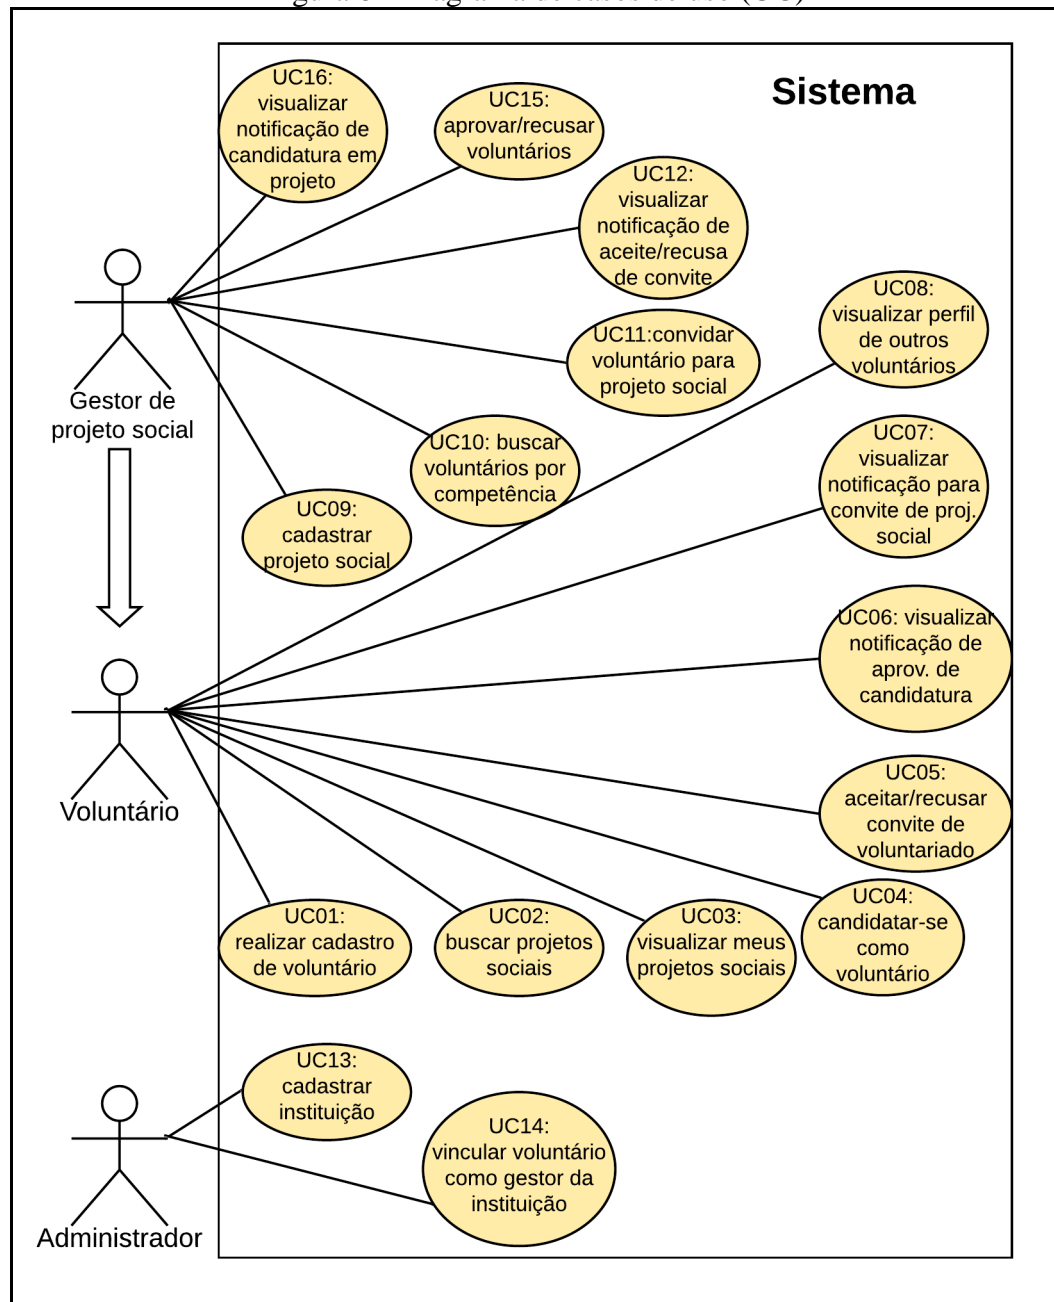 Sistema
UC16:
visualizar
notificação de
candidatura em
projeto
UC15:
aprovar/recusar
voluntários
UC12:
visualizar
notificação de
aceite/recusa
de convite
UC08:
visualizar perfil
de outros
voluntários
UC11:convidar
voluntário para
projeto social
Gestor de
projeto social
UC10: buscar
voluntários por
competência
UC07:
visualizar
notificação para
convite de proj.
social
UC09:
cadastrar
projeto social
UC06: visualizar
notificação de
aprov. de
candidatura
Voluntário
UC05:
aceitar/recusar
convite de
voluntariado
UC01:
realizar cadastro
de voluntário
UC02:
buscar projetos
sociais
UC03:
visualizar meus
projetos sociais
UC04:
candidatar-se
como
voluntário
UC13:
cadastrar
instituição
UC14:
vincular voluntário
como gestor da
instituição
Administrador